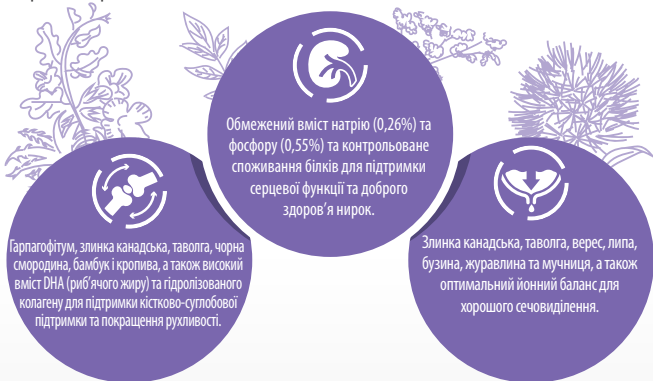 Обмежений вміст натрію (0,26%) та
фосфору (0,55%) та контрольоване
споживання білків для підтримки
серцевої функції та доброго
здоров’я нирок.
Гарпагофітум, злинка канадська, таволга, чорна
смородина, бамбук і кропива, а також високий
вміст DHA (риб’ячого жиру) та гідролізованого
колагену для підтримки кістково-суглобової
підтримки та покращення рухливості.
Злинка канадська, таволга, верес, липа,
бузина, журавлина та мучниця, а також
оптимальний йонний баланс для
хорошого сечовиділення.